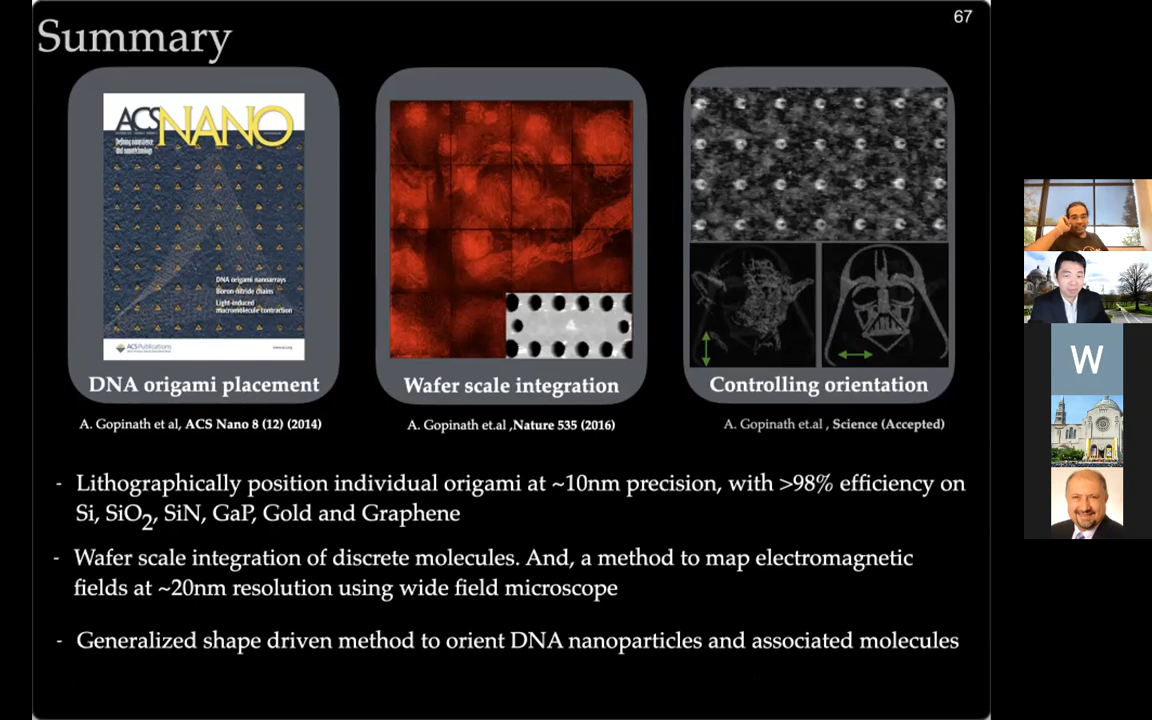 67
Summary
ACS NANO
DNA origami nanoarrays
Boron-nitride chains
Light-induced
macromolecule contraction
ACS Publications
DNA origami placement
Wafer scale integration
Controlling orientation
A. Gopinath et al, ACS Nano 8 (12) (2014)
A. Gopinath et.al ,Nature 535 (2016)
A. Gopinath et.al , Science (Accepted)
- Lithographically position individual origami at ~10nm precision, with >98% efficiency on
Si, SiO2, SiN, GaP, Gold and Graphene
- Wafer scale integration of discrete molecules. And, a method to map electromagnetic
fields at ~20nm resolution using wide field microscope
- Generalized shape driven method to orient DNA nanoparticles and associated molecules
W